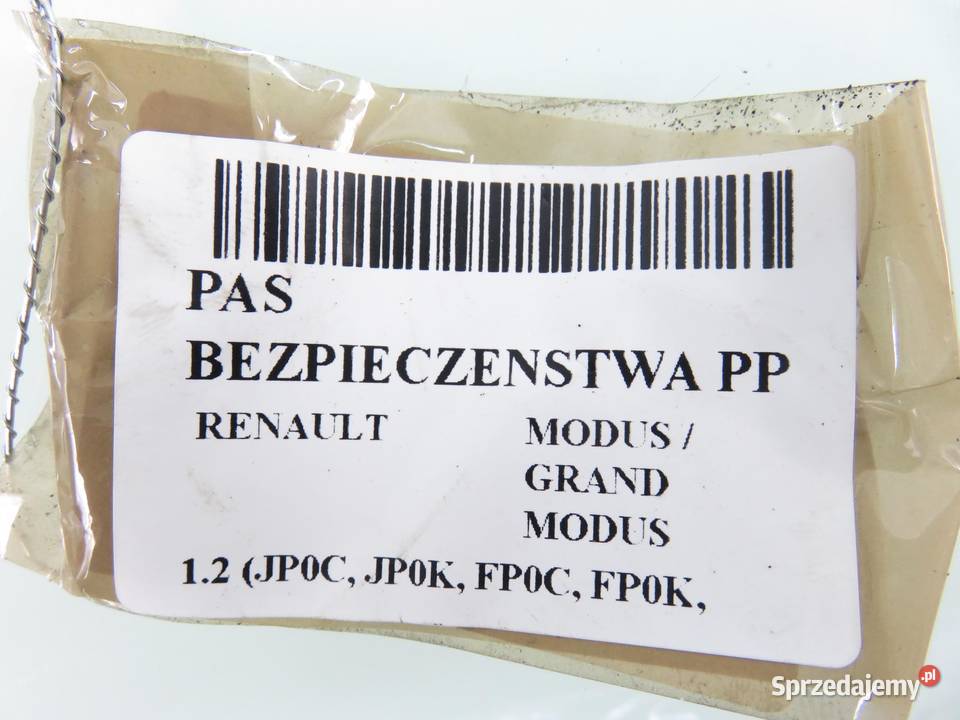 PAS
BEZPIECZENSTWA PP
RENAULT
MODUS /
GRAND
MODUS
1.2 (JP0C, JP0K, FP0C, FP0K,
Sprzedajemy.pl